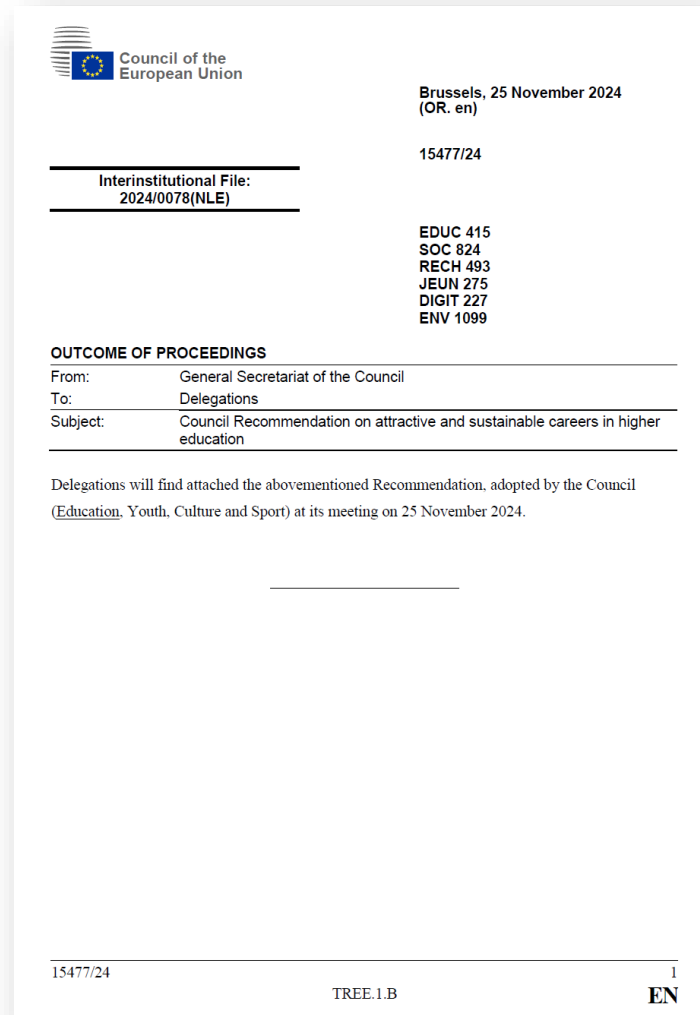 Council of the
European Union
Brussels, 25 November 2024
(OR. en)
15477/24
Interinstitutional File:
2024/0078(NLE)
EDUC 415
SOC 824
RECH 493
JEUN 275
DIGIT 227
ENV 1099
OUTCOME OF PROCEEDINGS
From: General Secretariat of the Council
To: Delegations
Subject: Council Recommendation on attractive and sustainable careers in higher
education
Delegations will find attached the abovementioned Recommendation, adopted by the Council
(Education, Youth, Culture and Sport) at its meeting on 25 November 2024.
15477/24 1
TREE.1.B EN